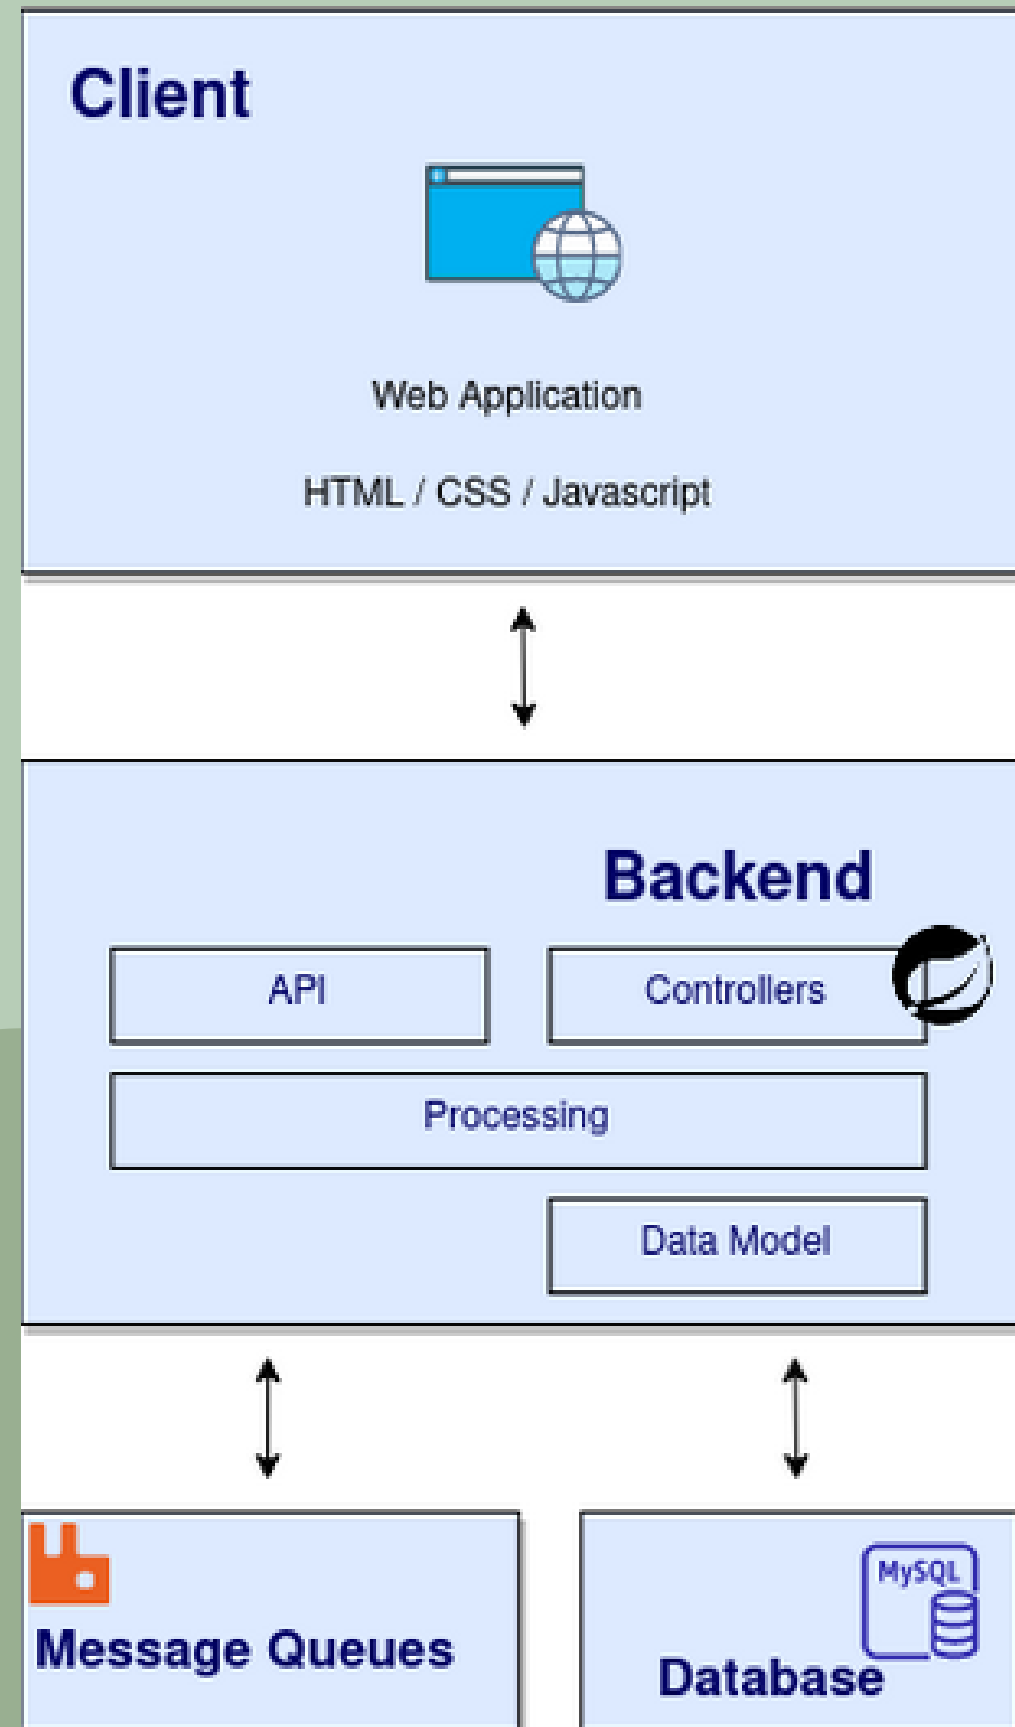 Client
Web Application
HTML / CSS / Javascript
Backend
API
Controllers
Processing
Data Model
Message Queues
MySQL
Database